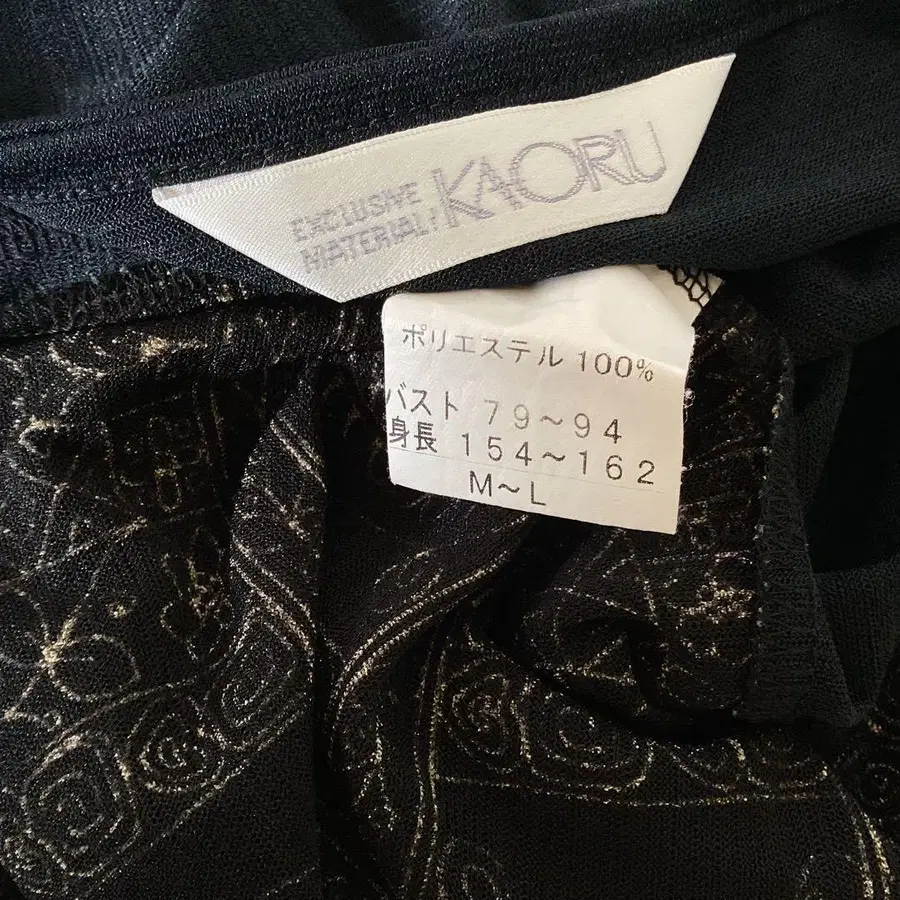 EXCLUSIVE
MATERIAL/
KAORU
ポリエステル 100%
バスト 79～94
身長 154～162
M～L